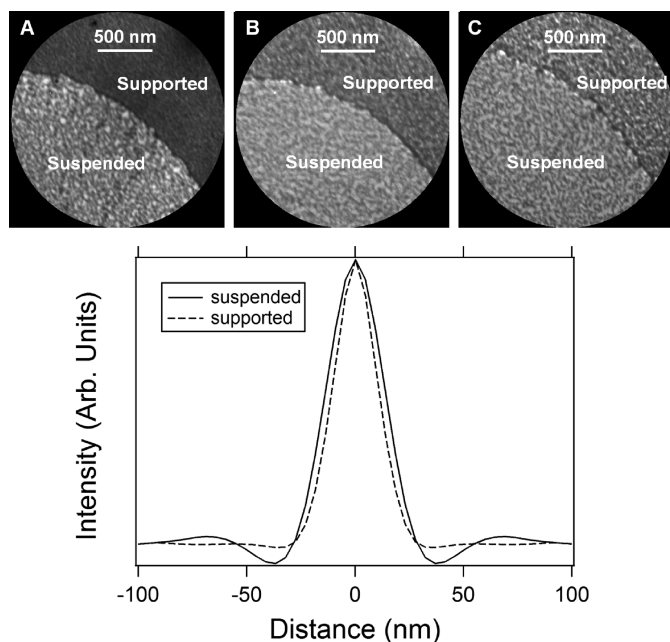 A
500 nm
Supported
Suspended
B
500 nm
Supported
Suspended
C
500 nm
Supported
Suspended
Intensity (Arb. Units)
suspended
supported
-100
-50
0
50
100
Distance (nm)